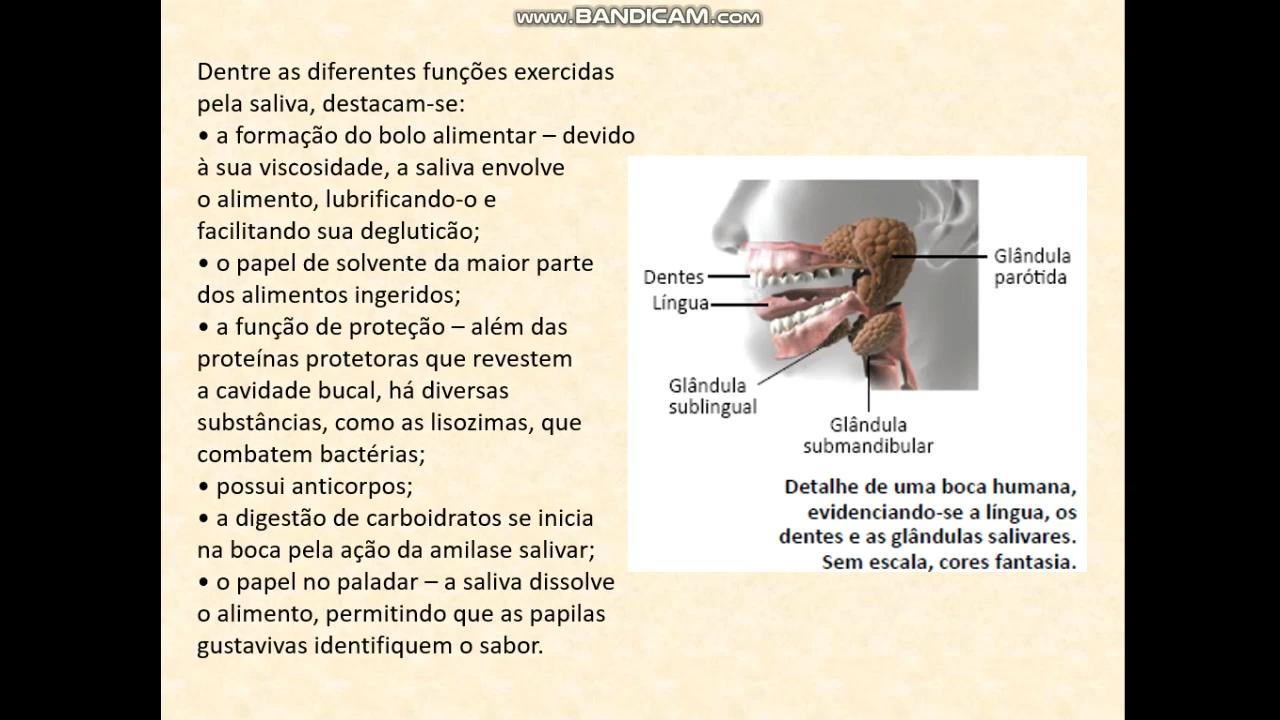 www.BANDICAM.com
Dentre as diferentes funções exercidas
pela saliva, destacam-se:
• a formação do bolo alimentar – devido
à sua viscosidade, a saliva envolve
o alimento, lubrificando-o e
facilitando sua degluticão;
• o papel de solvente da maior parte
dos alimentos ingeridos;
• a função de proteção – além das
proteínas protetoras que revestem
a cavidade bucal, há diversas
substâncias, como as lisozimas, que
combatem bactérias;
• possui anticorpos;
• a digestão de carboidratos se inicia
na boca pela ação da amilase salivar;
• o papel no paladar – a saliva dissolve
o alimento, permitindo que as papilas
gustavivas identifiquem o sabor.
Dentes
Língua
Glândula
parótida
Glândula
sublingual
Glândula
submandibular
Detalhe de uma boca humana,
evidenciando-se a língua, os
dentes e as glândulas salivares.
Sem escala, cores fantasia.